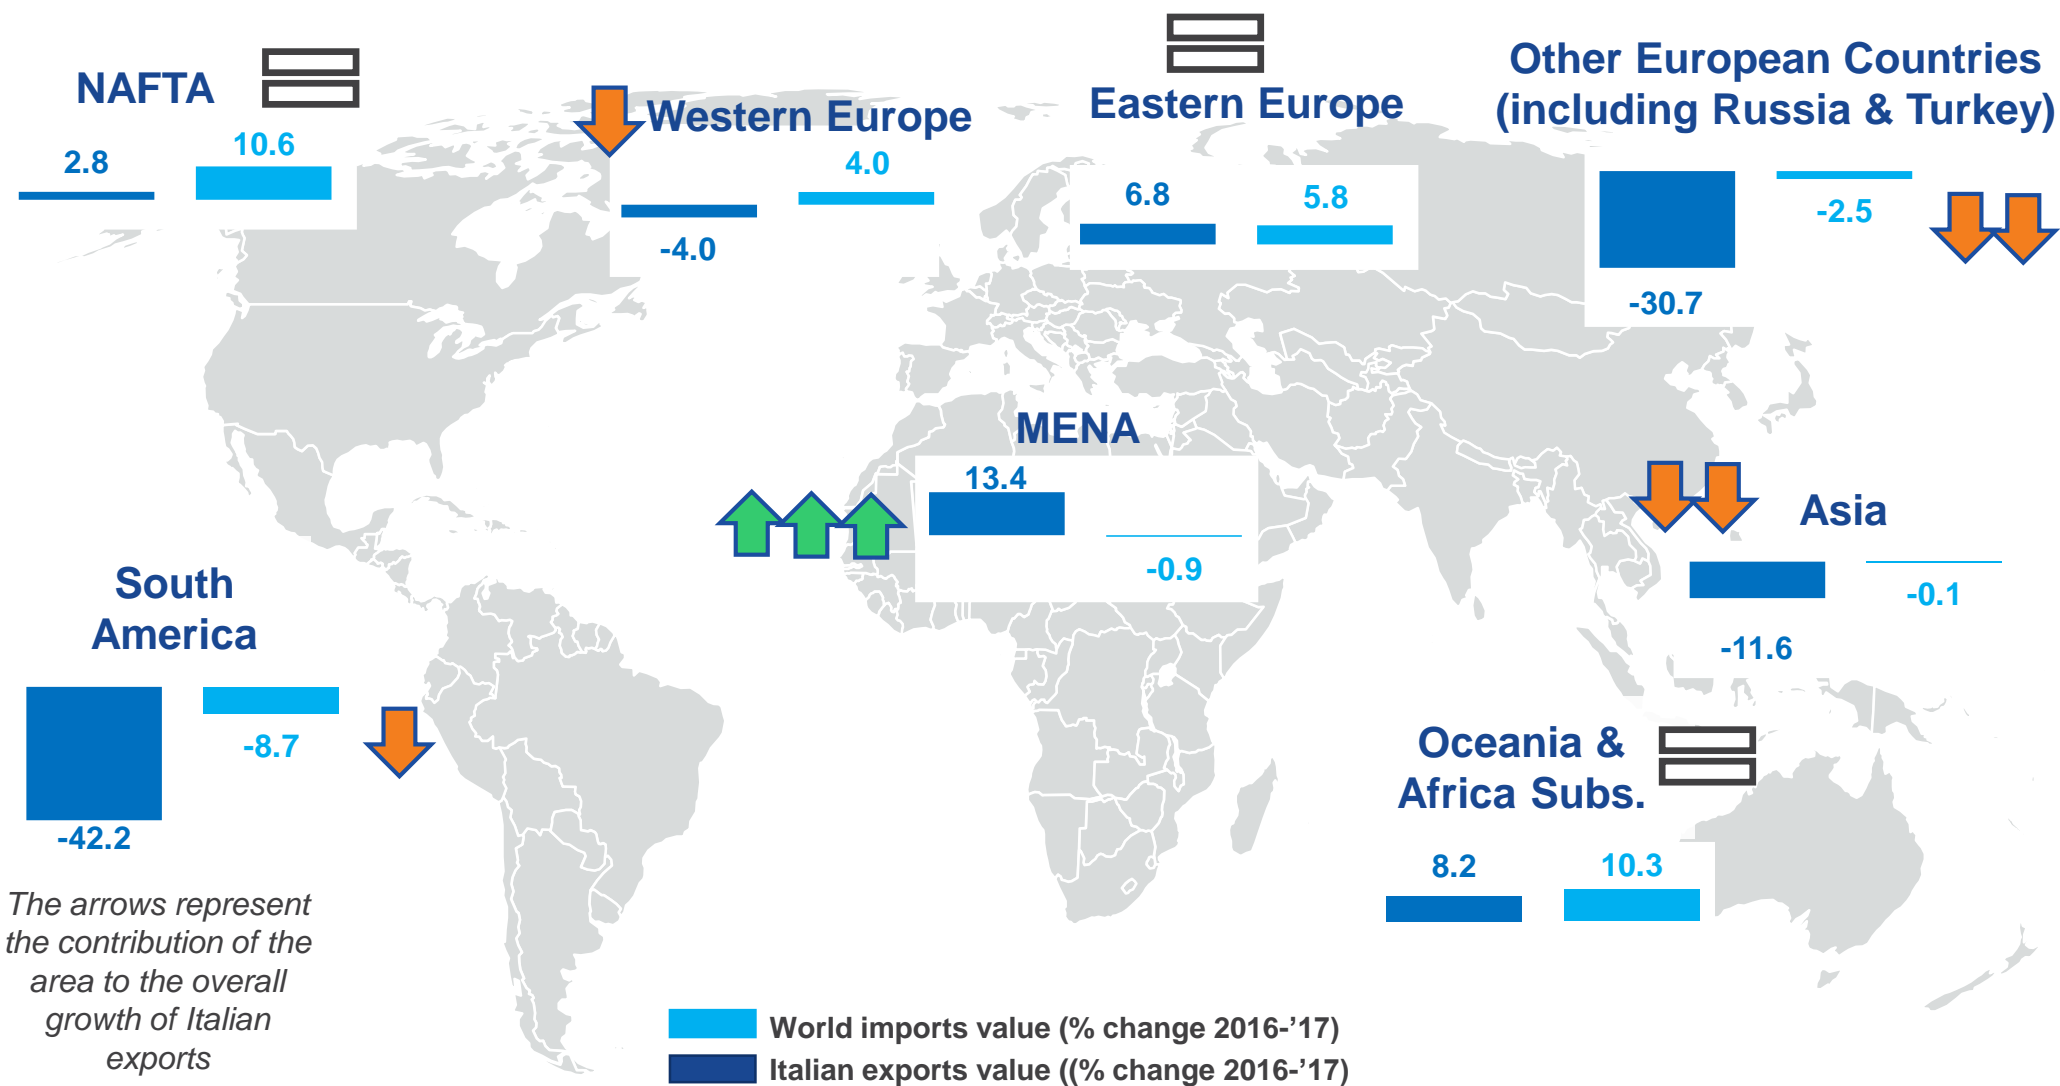 NAFTA
2.8
10.6
Western Europe
-4.0
4.0
Eastern Europe
6.8
5.8
Other European Countries
(including Russia & Turkey)
-30.7
-2.5
MENA
13.4
-0.9
Asia
-11.6
-0.1
South
America
-42.2
-8.7
Oceania &
Africa Subs.
8.2
10.3
The arrows represent
the contribution of the
area to the overall
growth of Italian
exports
World imports value (% change 2016-'17)
Italian exports value ((% change 2016-'17)